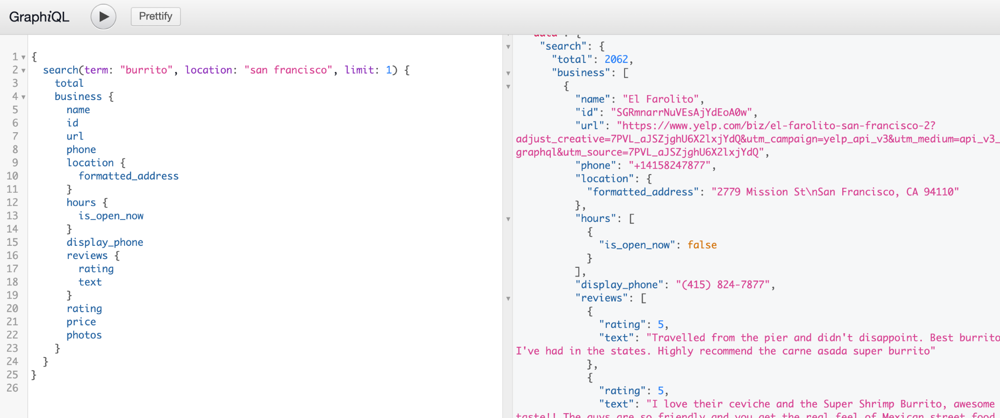 GraphiQL
Prettify
1 {
2 search(term: "burrito", location: "san francisco", limit: 1) {
3 total
4 business {
5 name
6 id
7 url
8 phone
9 location {
10 formatted_address
11 }
12 hours {
13 is_open_now
14 }
15 display_phone
16 reviews {
17 rating
18 text
19 }
20 rating
21 price
22 photos
23 }
24 }
25 }
26
"data": {
"search": {
"total": 2062,
"business": [
{
"name": "El Farolito",
"id": "SGRmnarrNuVEsAjYdEoA0w",
"url": "https://www.yelp.com/biz/el-farolito-san-francisco-2?
adjust_creative=7PVL_aJSZjghU6X2lxjYdQ&utm_campaign=yelp_api_v3&utm_medium=api_v3_
graphql&utm_source=7PVL_aJSZjghU6X2lxjYdQ",
"phone": "+14158247877",
"location": {
"formatted_address": "2779 Mission St\nSan Francisco, CA 94110"
},
"hours": [
{
"is_open_now": false
}
],
"display_phone": "(415) 824-7877",
"reviews": [
{
"rating": 5,
"text": "Travelled from the pier and didn't disappoint. Best burrito
I've had in the states. Highly recommend the carne asada super burrito"
},
{
"rating": 5,
"text": "I love their ceviche and the Super Shrimp Burrito, awesome
taste!! The guys are so friendly and you get the real feel of Mexican street food